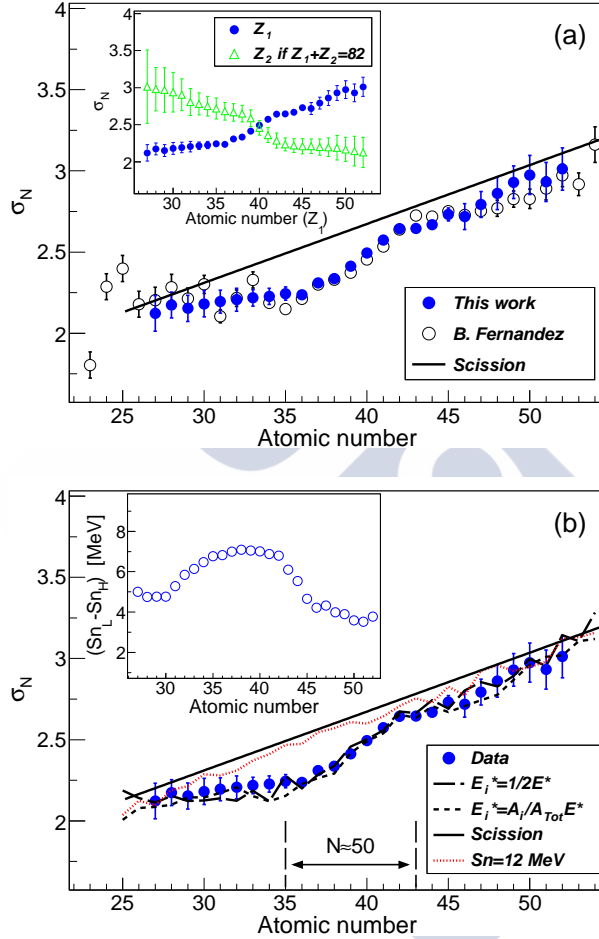 (a)
Z1
Z2 if Z1+Z2=82
σN
4
3.5
3
2.5
2
30 35 40 45 50
Atomic number (Z1)
σN
4
3.5
3
2.5
2
This work
B. Fernandez
Scission
25 30 35 40 45 50
Atomic number
(b)
(SnL-SnH) [MeV]
8
6
4
2
30 40 50
σN
4
3.5
3
2.5
2
N≈50
Data
Ei*=1/2E*
Ei*=Ai/ATotE*
Scission
Sn=12 MeV
25 30 35 40 45 50
Atomic number